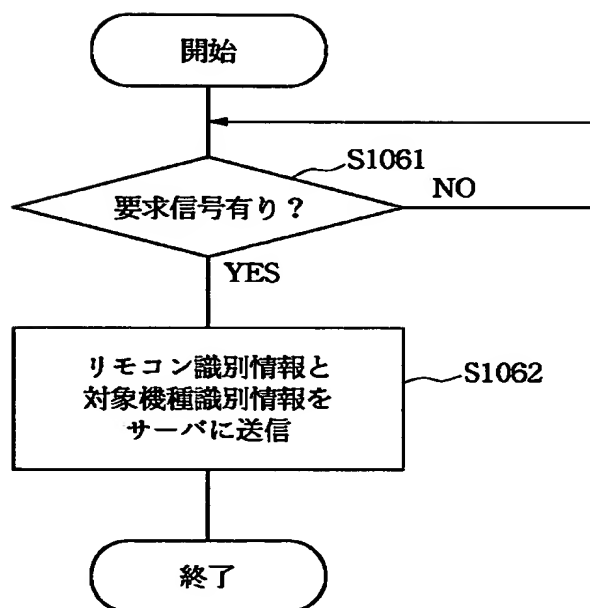 開始
S1061
要求信号有り？
NO
YES
リモコン識別情報と
対象機種識別情報を
サーバに送信
S1062
終了